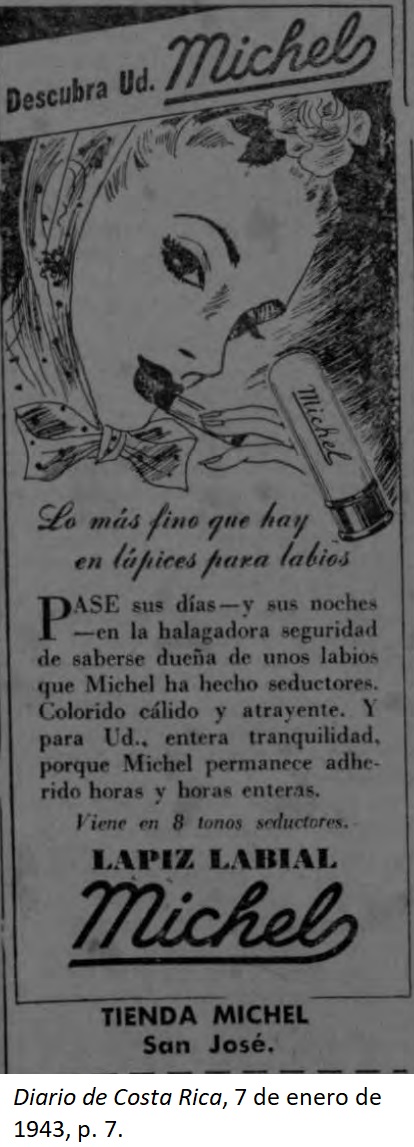 Descubra Ud. Michel
Michel
Lo más fino que hay
en lápices para labios
PASE sus días—y sus noches
—en la halagadora seguridad
de saberse dueña de unos labios
que Michel ha hecho seductores.
Colorido cálido y atrayente. Y
para Ud., entera tranquilidad,
porque Michel permanece adhe-
rido horas y horas enteras.
Viene en 8 tonos seductores.
LAPIZ LABIAL
Michel
TIENDA MICHEL
San José.
Diario de Costa Rica, 7 de enero de
1943, p. 7.